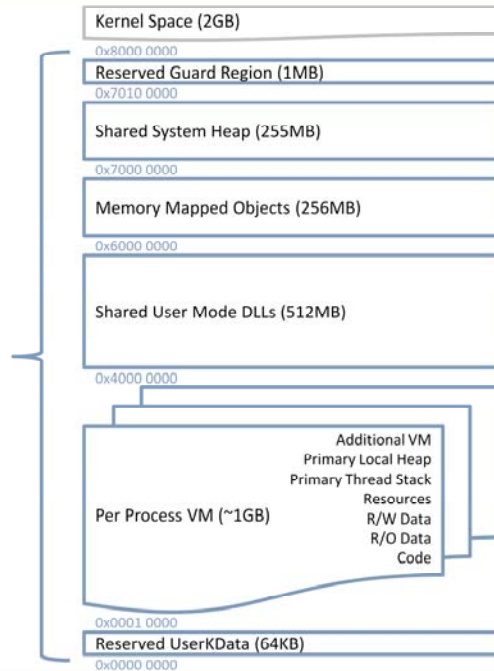 Kernel Space (2GB)
0x8000 0000
Reserved Guard Region (1MB)
0x7010 0000
Shared System Heap (255MB)
0x7000 0000
Memory Mapped Objects (256MB)
0x6000 0000
Shared User Mode DLLs (512MB)
0x4000 0000
Additional VM
Primary Local Heap
Primary Thread Stack
Resources
Per Process VM (~1GB)
R/W Data
R/O Data
Code
0x0001 0000
Reserved UserKData (64KB)
0x0000 0000